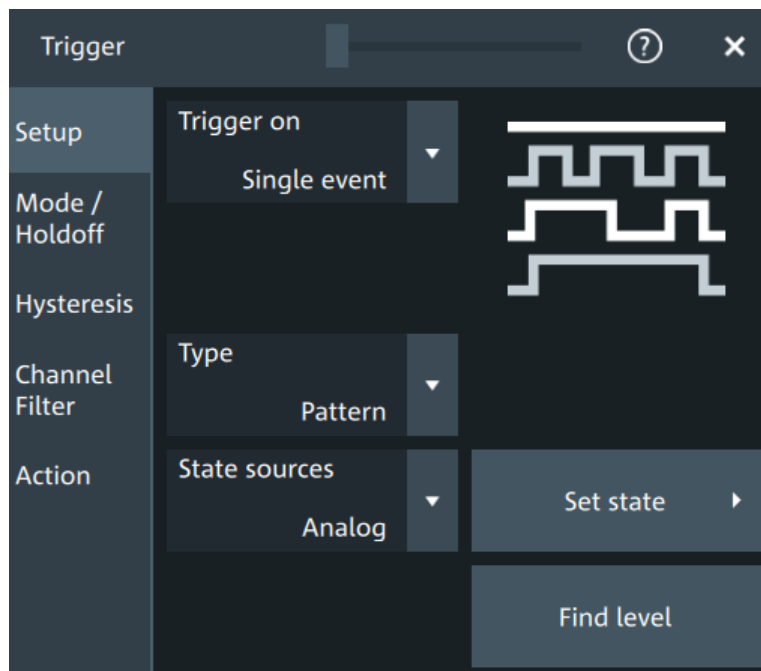 Trigger
?
Setup
Trigger on
Single event
Mode /
Holdoff
Hysteresis
Type
Pattern
Channel
Filter
Action
State sources
Analog
Set state
Find level